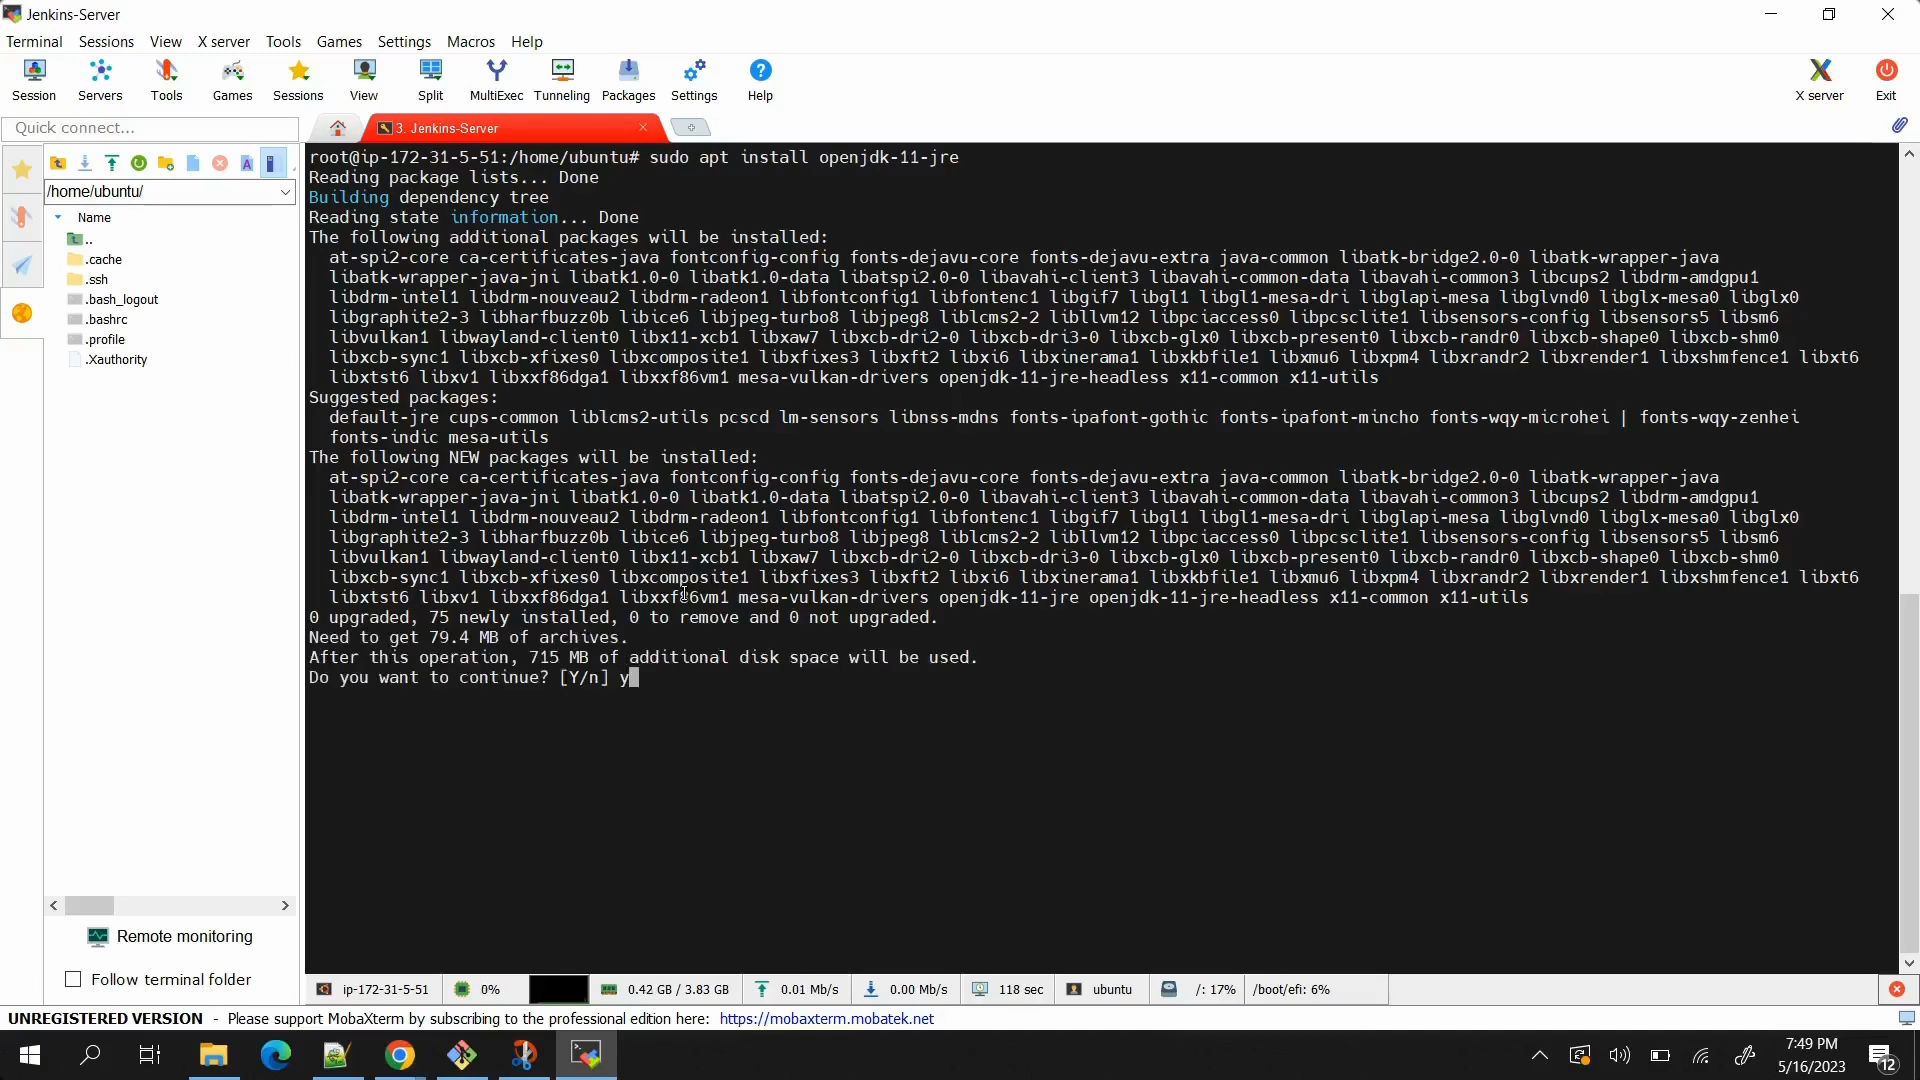 Jenkins-Server
Terminal Sessions View X server Tools Games Settings Macros Help
Session Servers Tools Games Sessions View Split MultiExec Tunneling Packages Settings Help X server Exit
Quick connect...
3. Jenkins-Server
/home/ubuntu/
Name
..
.cache
.ssh
.bash_logout
.bashrc
.profile
.Xauthority
Remote monitoring
Follow terminal folder
root@ip-172-31-5-51:/home/ubuntu# sudo apt install openjdk-11-jre
Reading package lists... Done
Building dependency tree
Reading state information... Done
The following additional packages will be installed:
at-spi2-core ca-certificates-java fontconfig-config fonts-dejavu-core fonts-dejavu-extra java-common libatk-bridge2.0-0 libatk-wrapper-java
libatk-wrapper-java-jni libatk1.0-0 libatk1.0-data libatspi2.0-0 libavahi-client3 libavahi-common-data libavahi-common3 libcups2 libdrm-amdgpu1
libdrm-intel1 libdrm-nouveau2 libdrm-radeon1 libfontconfig1 libfontenc1 libgif7 libgl1 libgl1-mesa-dri libglapi-mesa libglvnd0 libglx-mesa0 libglx0
libgraphite2-3 libharfbuzz0b libice6 libjpeg-turbo8 libjpeg8 liblcms2-2 libllvm12 libpciaccess0 libpcsclite1 libsensors-config libsensors5 libsm6
libvulkan1 libwayland-client0 libx11-xcb1 libxaw7 libxcb-dri2-0 libxcb-dri3-0 libxcb-glx0 libxcb-present0 libxcb-randr0 libxcb-shape0 libxcb-shm0
libxcb-sync1 libxcb-xfixes0 libxcomposite1 libxfixes3 libxft2 libxi6 libxinerama1 libxkbfile1 libxmu6 libxpm4 libxrandr2 libxrender1 libxshmfence1 libxt6
libxtst6 libxv1 libxxf86dga1 libxxf86vm1 mesa-vulkan-drivers openjdk-11-jre-headless x11-common x11-utils
Suggested packages:
default-jre cups-common liblcms2-utils pcscd lm-sensors libnss-mdns fonts-ipafont-gothic fonts-ipafont-mincho fonts-wqy-microhei | fonts-wqy-zenhei
fonts-indic mesa-utils
The following NEW packages will be installed:
at-spi2-core ca-certificates-java fontconfig-config fonts-dejavu-core fonts-dejavu-extra java-common libatk-bridge2.0-0 libatk-wrapper-java
libatk-wrapper-java-jni libatk1.0-0 libatk1.0-data libatspi2.0-0 libavahi-client3 libavahi-common-data libavahi-common3 libcups2 libdrm-amdgpu1
libdrm-intel1 libdrm-nouveau2 libdrm-radeon1 libfontconfig1 libfontenc1 libgif7 libgl1 libgl1-mesa-dri libglapi-mesa libglvnd0 libglx-mesa0 libglx0
libgraphite2-3 libharfbuzz0b libice6 libjpeg-turbo8 libjpeg8 liblcms2-2 libllvm12 libpciaccess0 libpcsclite1 libsensors-config libsensors5 libsm6
libvulkan1 libwayland-client0 libx11-xcb1 libxaw7 libxcb-dri2-0 libxcb-dri3-0 libxcb-glx0 libxcb-present0 libxcb-randr0 libxcb-shape0 libxcb-shm0
libxcb-sync1 libxcb-xfixes0 libxcomposite1 libxfixes3 libxft2 libxi6 libxinerama1 libxkbfile1 libxmu6 libxpm4 libxrandr2 libxrender1 libxshmfence1 libxt6
libxtst6 libxv1 libxxf86dga1 libxxf86vm1 mesa-vulkan-drivers openjdk-11-jre openjdk-11-jre-headless x11-common x11-utils
0 upgraded, 75 newly installed, 0 to remove and 0 not upgraded.
Need to get 79.4 MB of archives.
After this operation, 715 MB of additional disk space will be used.
Do you want to continue? [Y/n] y
ip-172-31-5-51 0% 0.42 GB / 3.83 GB 0.01 Mb/s 0.00 Mb/s 118 sec ubuntu /: 17% /boot/efi: 6%
UNREGISTERED VERSION - Please support MobaXterm by subscribing to the professional edition here: https://mobaxterm.mobatek.net
7:49 PM
5/16/2023
12